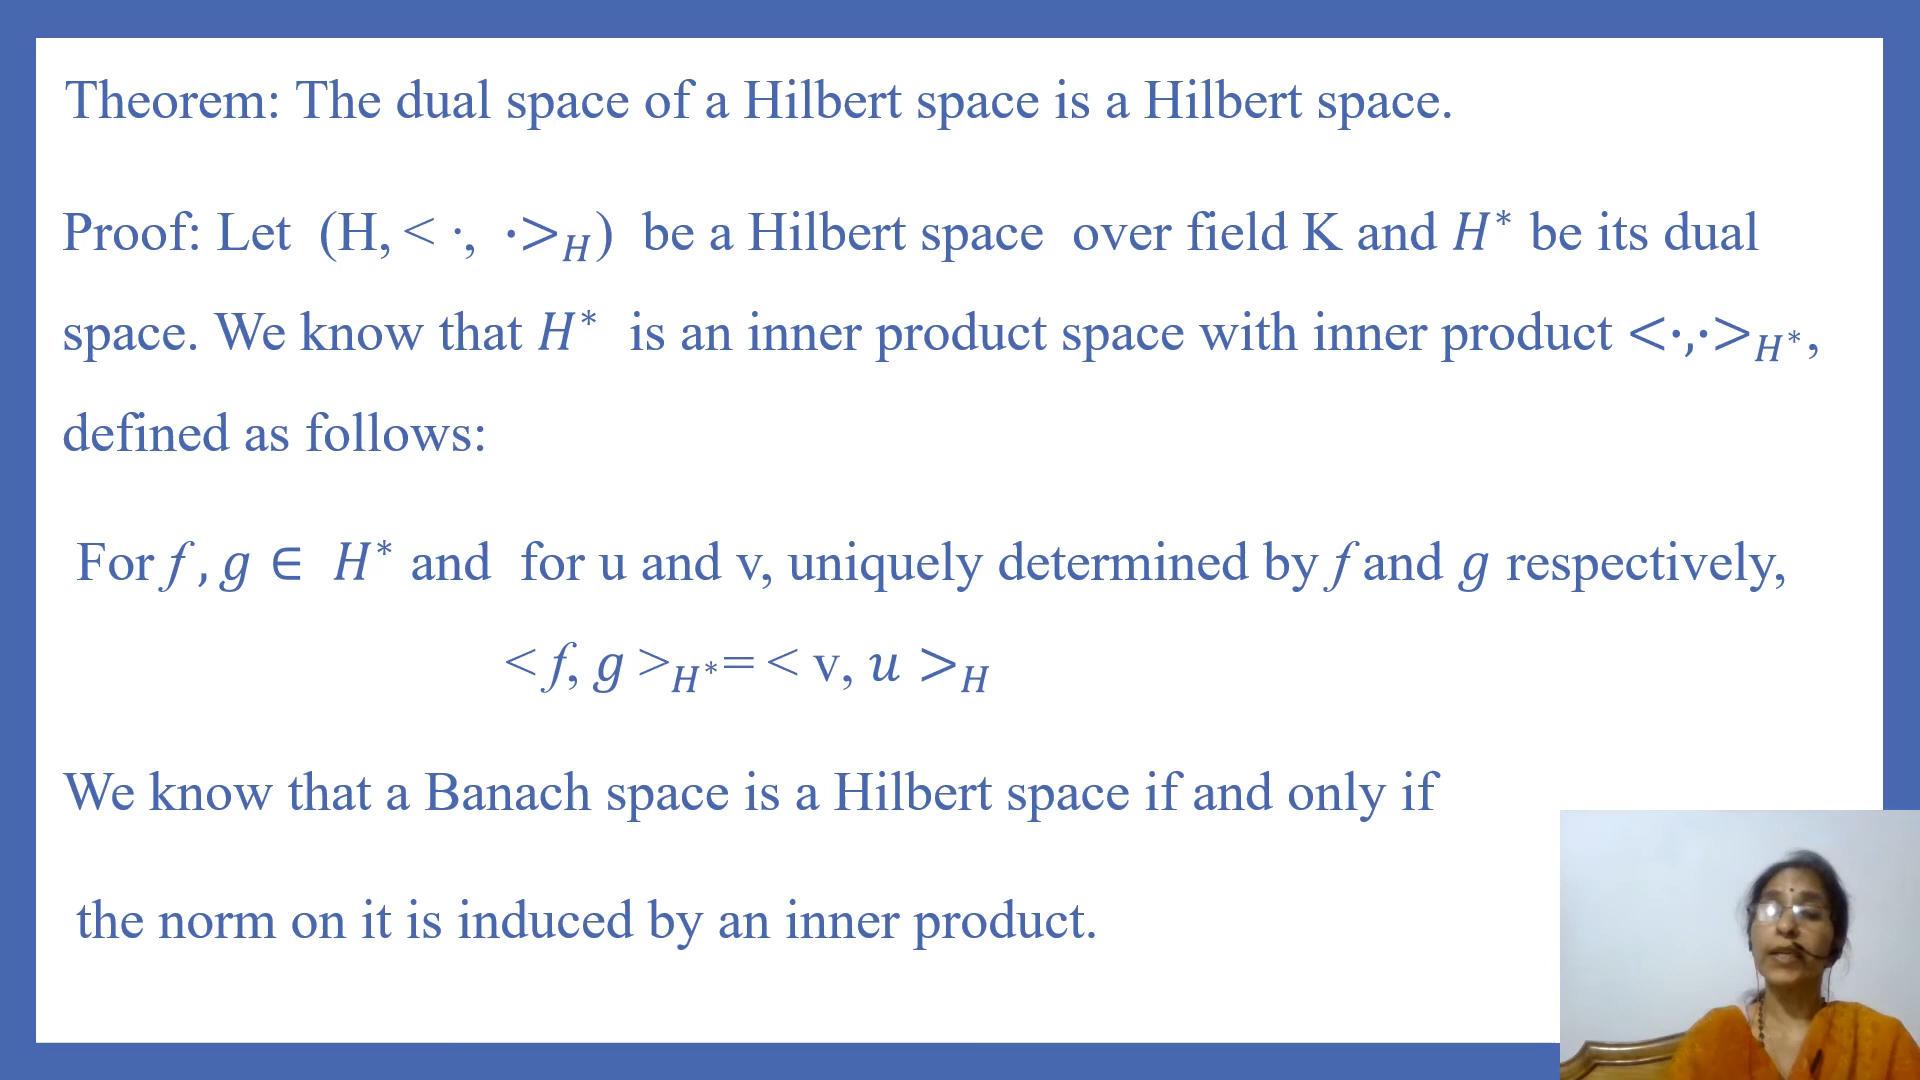 Theorem: The dual space of a Hilbert space is a Hilbert space.
Proof: Let (H, < ·, ·>_H) be a Hilbert space over field K and H* be its dual
space. We know that H* is an inner product space with inner product <·,·>_H*,
defined as follows:
For f, g ∈ H* and for u and v, uniquely determined by f and g respectively,
< f, g >_H* = < v, u >_H
We know that a Banach space is a Hilbert space if and only if
the norm on it is induced by an inner product.